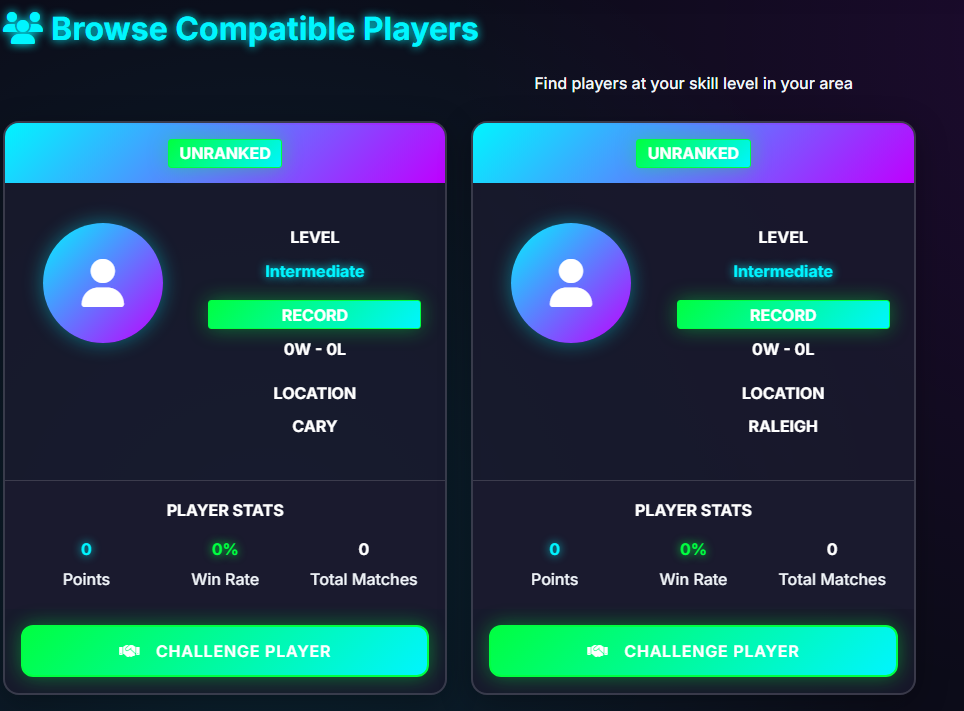 Browse Compatible Players
Find players at your skill level in your area
UNRANKED
LEVEL
Intermediate
RECORD
0W - 0L
LOCATION
CARY
PLAYER STATS
0 0% 0
Points Win Rate Total Matches
CHALLENGE PLAYER
UNRANKED
LEVEL
Intermediate
RECORD
0W - 0L
LOCATION
RALEIGH
PLAYER STATS
0 0% 0
Points Win Rate Total Matches
CHALLENGE PLAYER